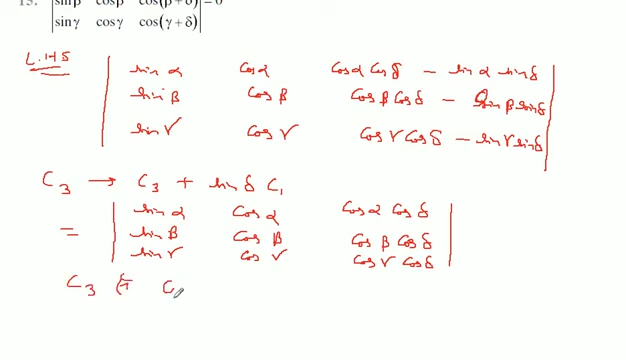 15. |sinβ cosβ cos(β+δ)| = 0
sinγ cosγ cos(γ+δ)
L.H.S
sin α cos α cos α cos δ – sin α sin δ
sin β cos β cos β cos δ – sin β sin δ
sin γ cos γ cos γ cos δ – sin γ sin δ
C₃ → C₃ + sin δ C₁
= | sin α cos α cos α cos δ |
sin β cos β cos β cos δ
sin γ cos γ cos γ cos δ
C₃ C